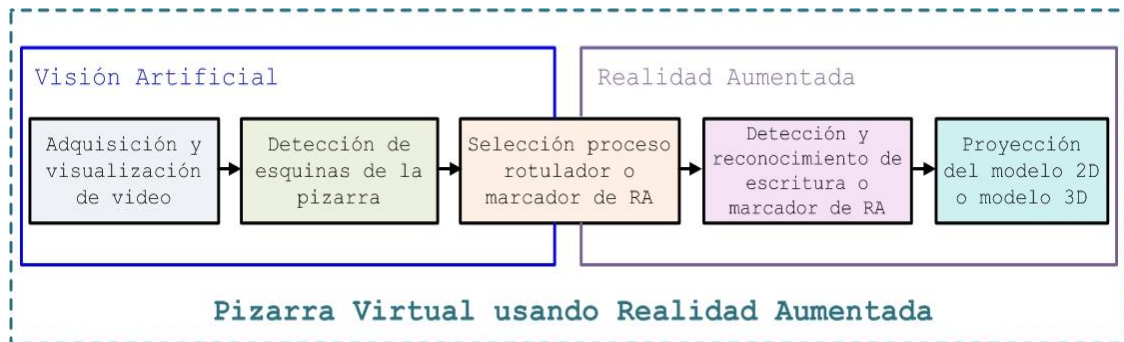 Visión Artificial
Realidad Aumentada
Adquisición y
visualización
de video
Detección de
esquinas de la
pizarra
Selección proceso
rotulador o
marcador de RA
Detección y
reconocimiento de
escritura o
marcador de RA
Proyección
del modelo 2D
o modelo 3D
Pizarra Virtual usando Realidad Aumentada